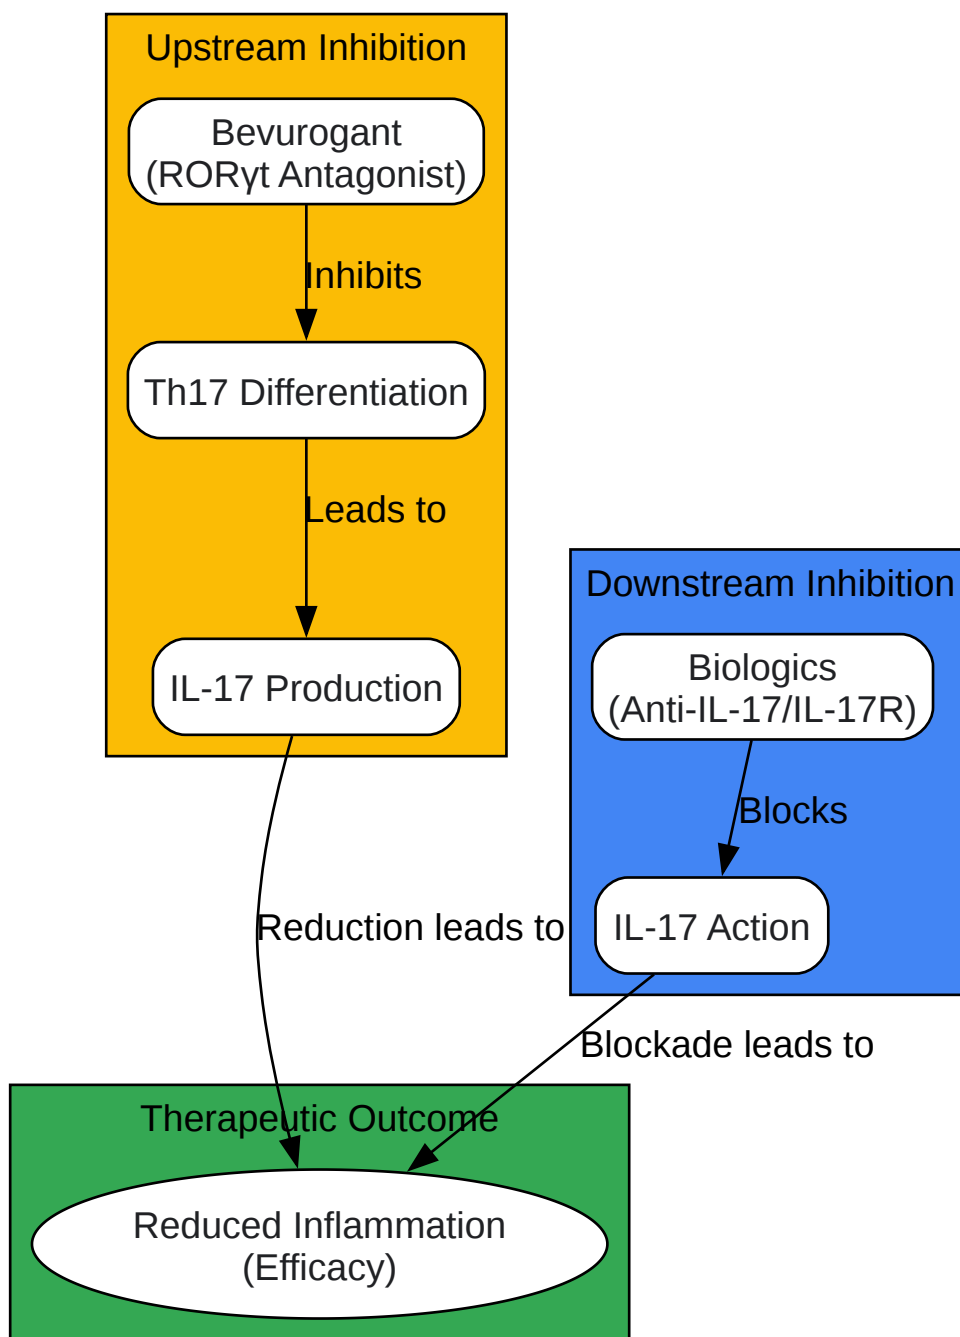 Upstream Inhibition
Bevurogant
(RORγt Antagonist)
Inhibits
Th17 Differentiation
Leads to
IL-17 Production
Downstream Inhibition
Biologics
(Anti-IL-17/IL-17R)
Blocks
IL-17 Action
Reduction leads to
Blockade leads to
Therapeutic Outcome
Reduced Inflammation
(Efficacy)